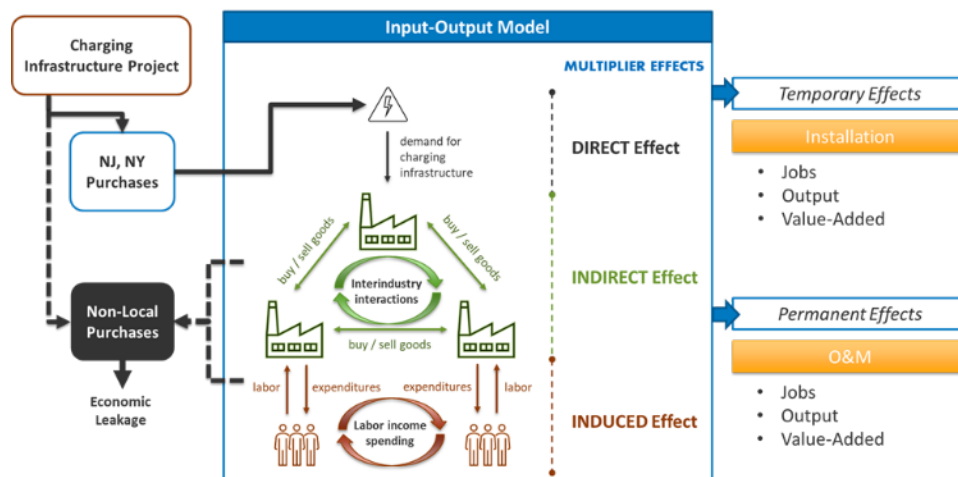 Charging
Infrastructure Project
NJ, NY
Purchases
Non-Local
Purchases
Economic
Leakage
Input-Output Model
MULTIPLIER EFFECTS
demand for
charging
infrastructure
DIRECT Effect
buy / sell goods
buy / sell goods
Interindustry
interactions
INDIRECT Effect
buy / sell goods
labor
expenditures
expenditures
labor
Labor income
spending
INDUCED Effect
Temporary Effects
Installation
• Jobs
• Output
• Value-Added
Permanent Effects
O&M
• Jobs
• Output
• Value-Added